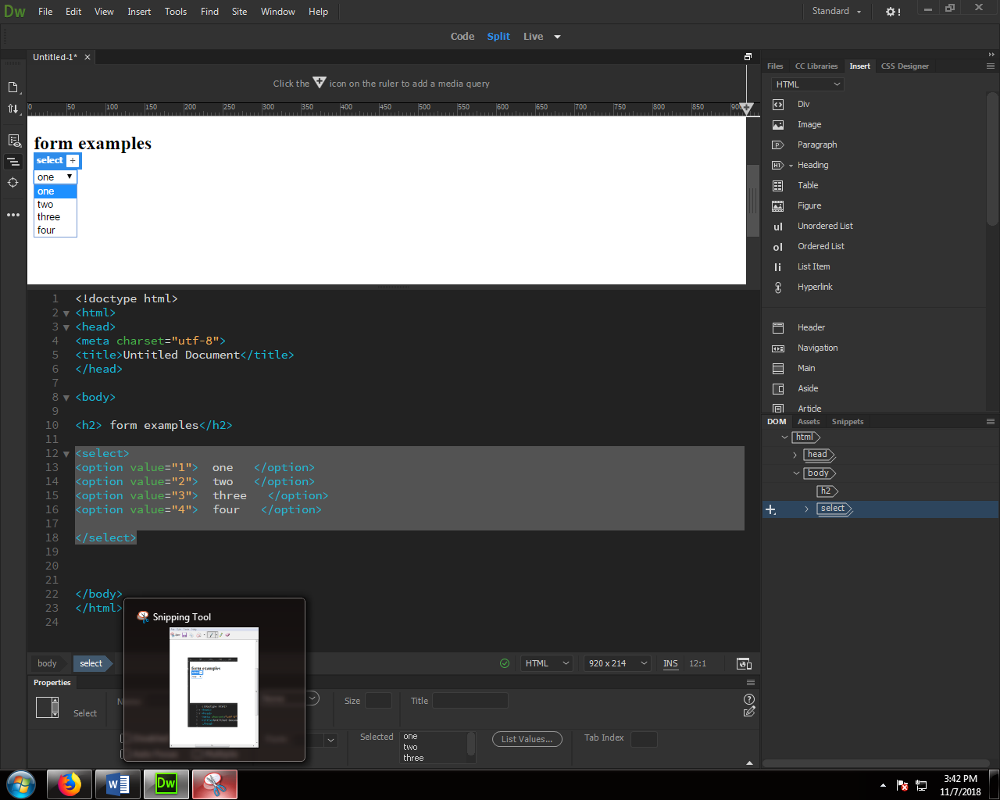 Dw File Edit View Insert Tools Find Site Window Help Standard !
Code Split Live
Untitled-1* ×
Click the icon on the ruler to add a media query
0 50 100 150 200 250 300 350 400 450 500 550 600 650 700 750 800 850 900
form examples
select +
one
one
two
three
four
1 <!doctype html>
2 <html>
3 <head>
4 <meta charset="utf-8">
5 <title>Untitled Document</title>
6 </head>
7
8 <body>
9
10 <h2> form examples</h2>
11
12 <select>
13 <option value="1">  one   </option>
14 <option value="2">  two   </option>
15 <option value="3">  three   </option>
16 <option value="4">  four   </option>
17
18 </select>
19
20
21
22 </body>
23 </html>
24
Snipping Tool
form examples
body select HTML 920 x 214 INS 12:1
Properties
Select Size Title
Selected one two three List Values... Tab Index
Files CC Libraries Insert CSS Designer
HTML
Div
Image
P Paragraph
H1 Heading
Table
Figure
ul Unordered List
ol Ordered List
li List Item
Hyperlink
Header
Navigation
Main
Aside
Article
DOM Assets Snippets
html
head
body
h2
+ select
W Dw
3:42 PM
11/7/2018